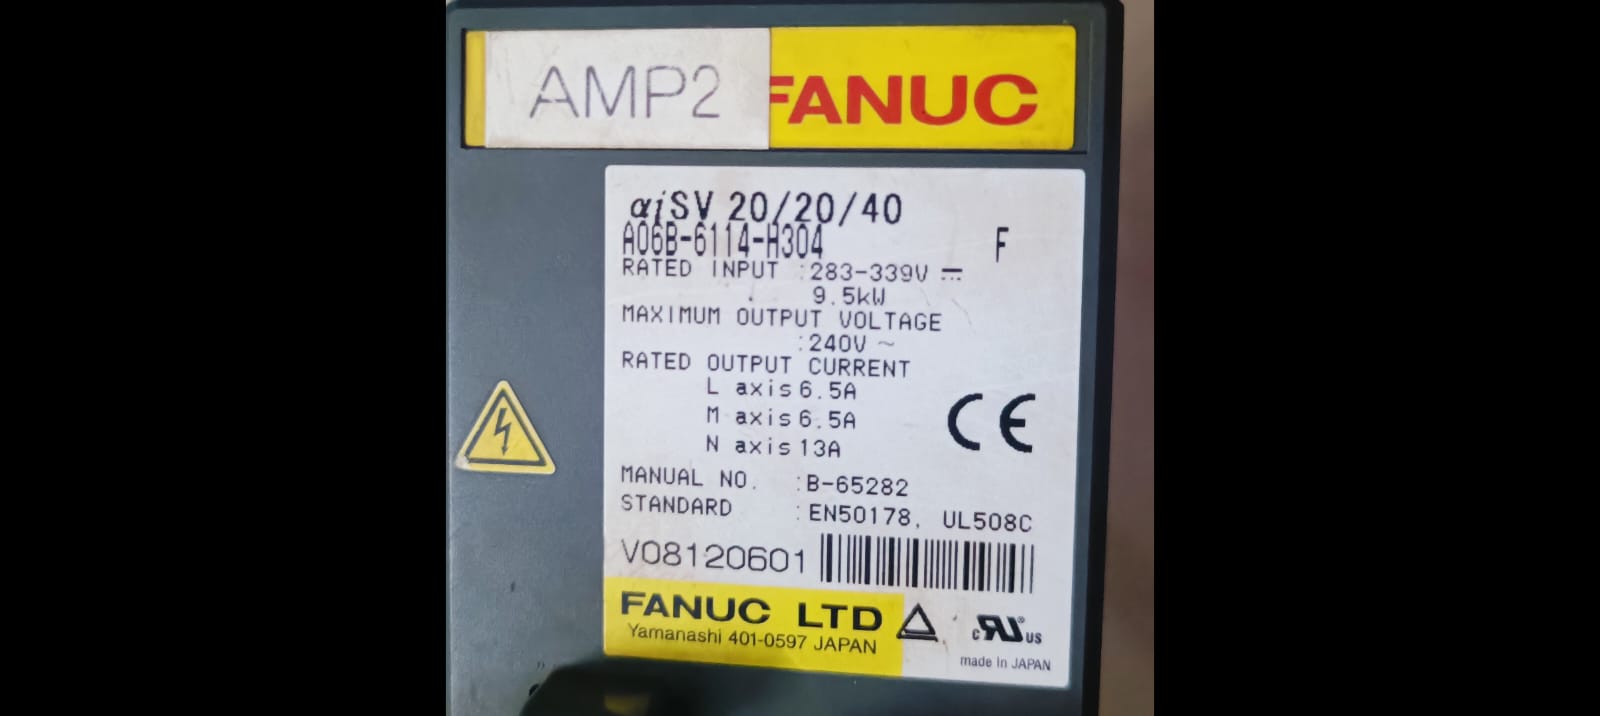 AMP2 FANUC
αiSV 20/20/40
A06B-6114-H304 F
RATED INPUT :283-339V ⎓
9.5kW
MAXIMUM OUTPUT VOLTAGE
:240V ~
RATED OUTPUT CURRENT
L axis 6.5A
M axis 6.5A
N axis 13A
CE
MANUAL NO. :B-65282
STANDARD :EN50178, UL508C
V08120601
FANUC LTD
Yamanashi 401-0597 JAPAN
c RU® us
made in JAPAN